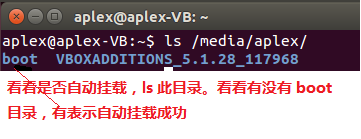 aplex@aplex-VB: ~
aplex@aplex-VB:~$ ls /media/aplex/
boot  VBOXADDITIONS_5.1.28_117968
看看是否自动挂载，ls 此目录。看看有没有 boot
目录，有表示自动挂载成功